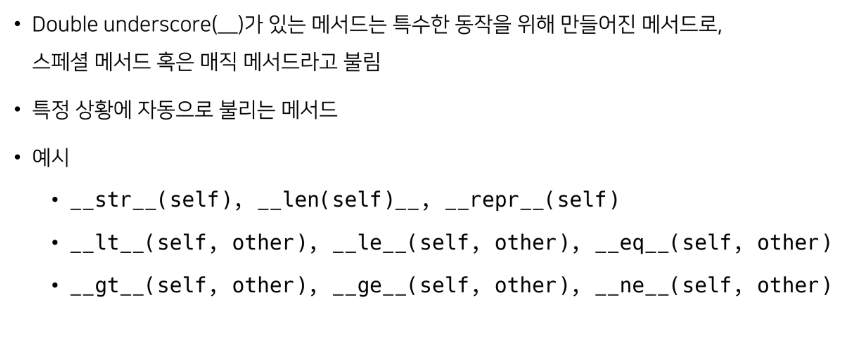 • Double underscore(__)가 있는 메서드는 특수한 동작을 위해 만들어진 메서드로,
스페셜 메서드 혹은 매직 메서드라고 불림
• 특정 상황에 자동으로 불리는 메서드
• 예시
• __str__(self), __len(self)__, __repr__(self)
• __lt__(self, other), __le__(self, other), __eq__(self, other)
• __gt__(self, other), __ge__(self, other), __ne__(self, other)